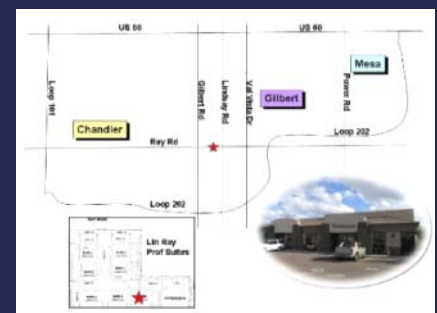 US 60
US 60
Mesa
Loop 101
Gilbert Rd
Lindsay Rd
Val Vista Dr
Gilbert
Power Rd
Chandler
Ray Rd
Loop 202
Loop 202
Lin Ray
Prof Suites